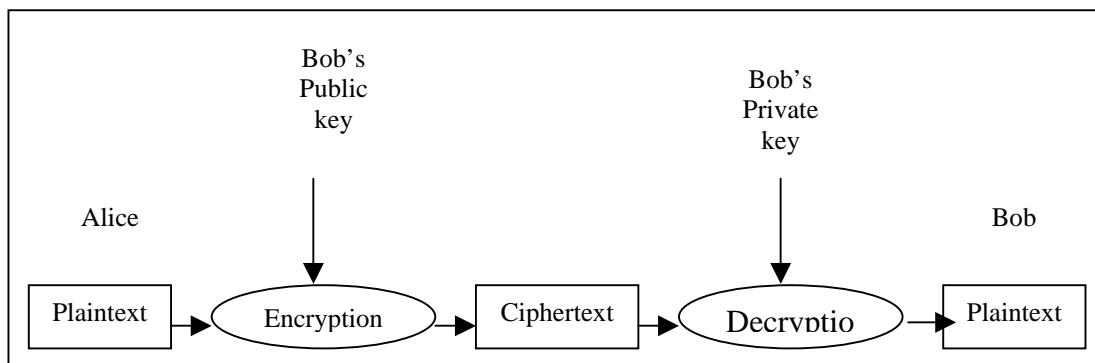 Bob’s
Public
key
Bob’s
Private
key
Alice
Bob
Plaintext
Encryption
Ciphertext
Decryptio
Plaintext